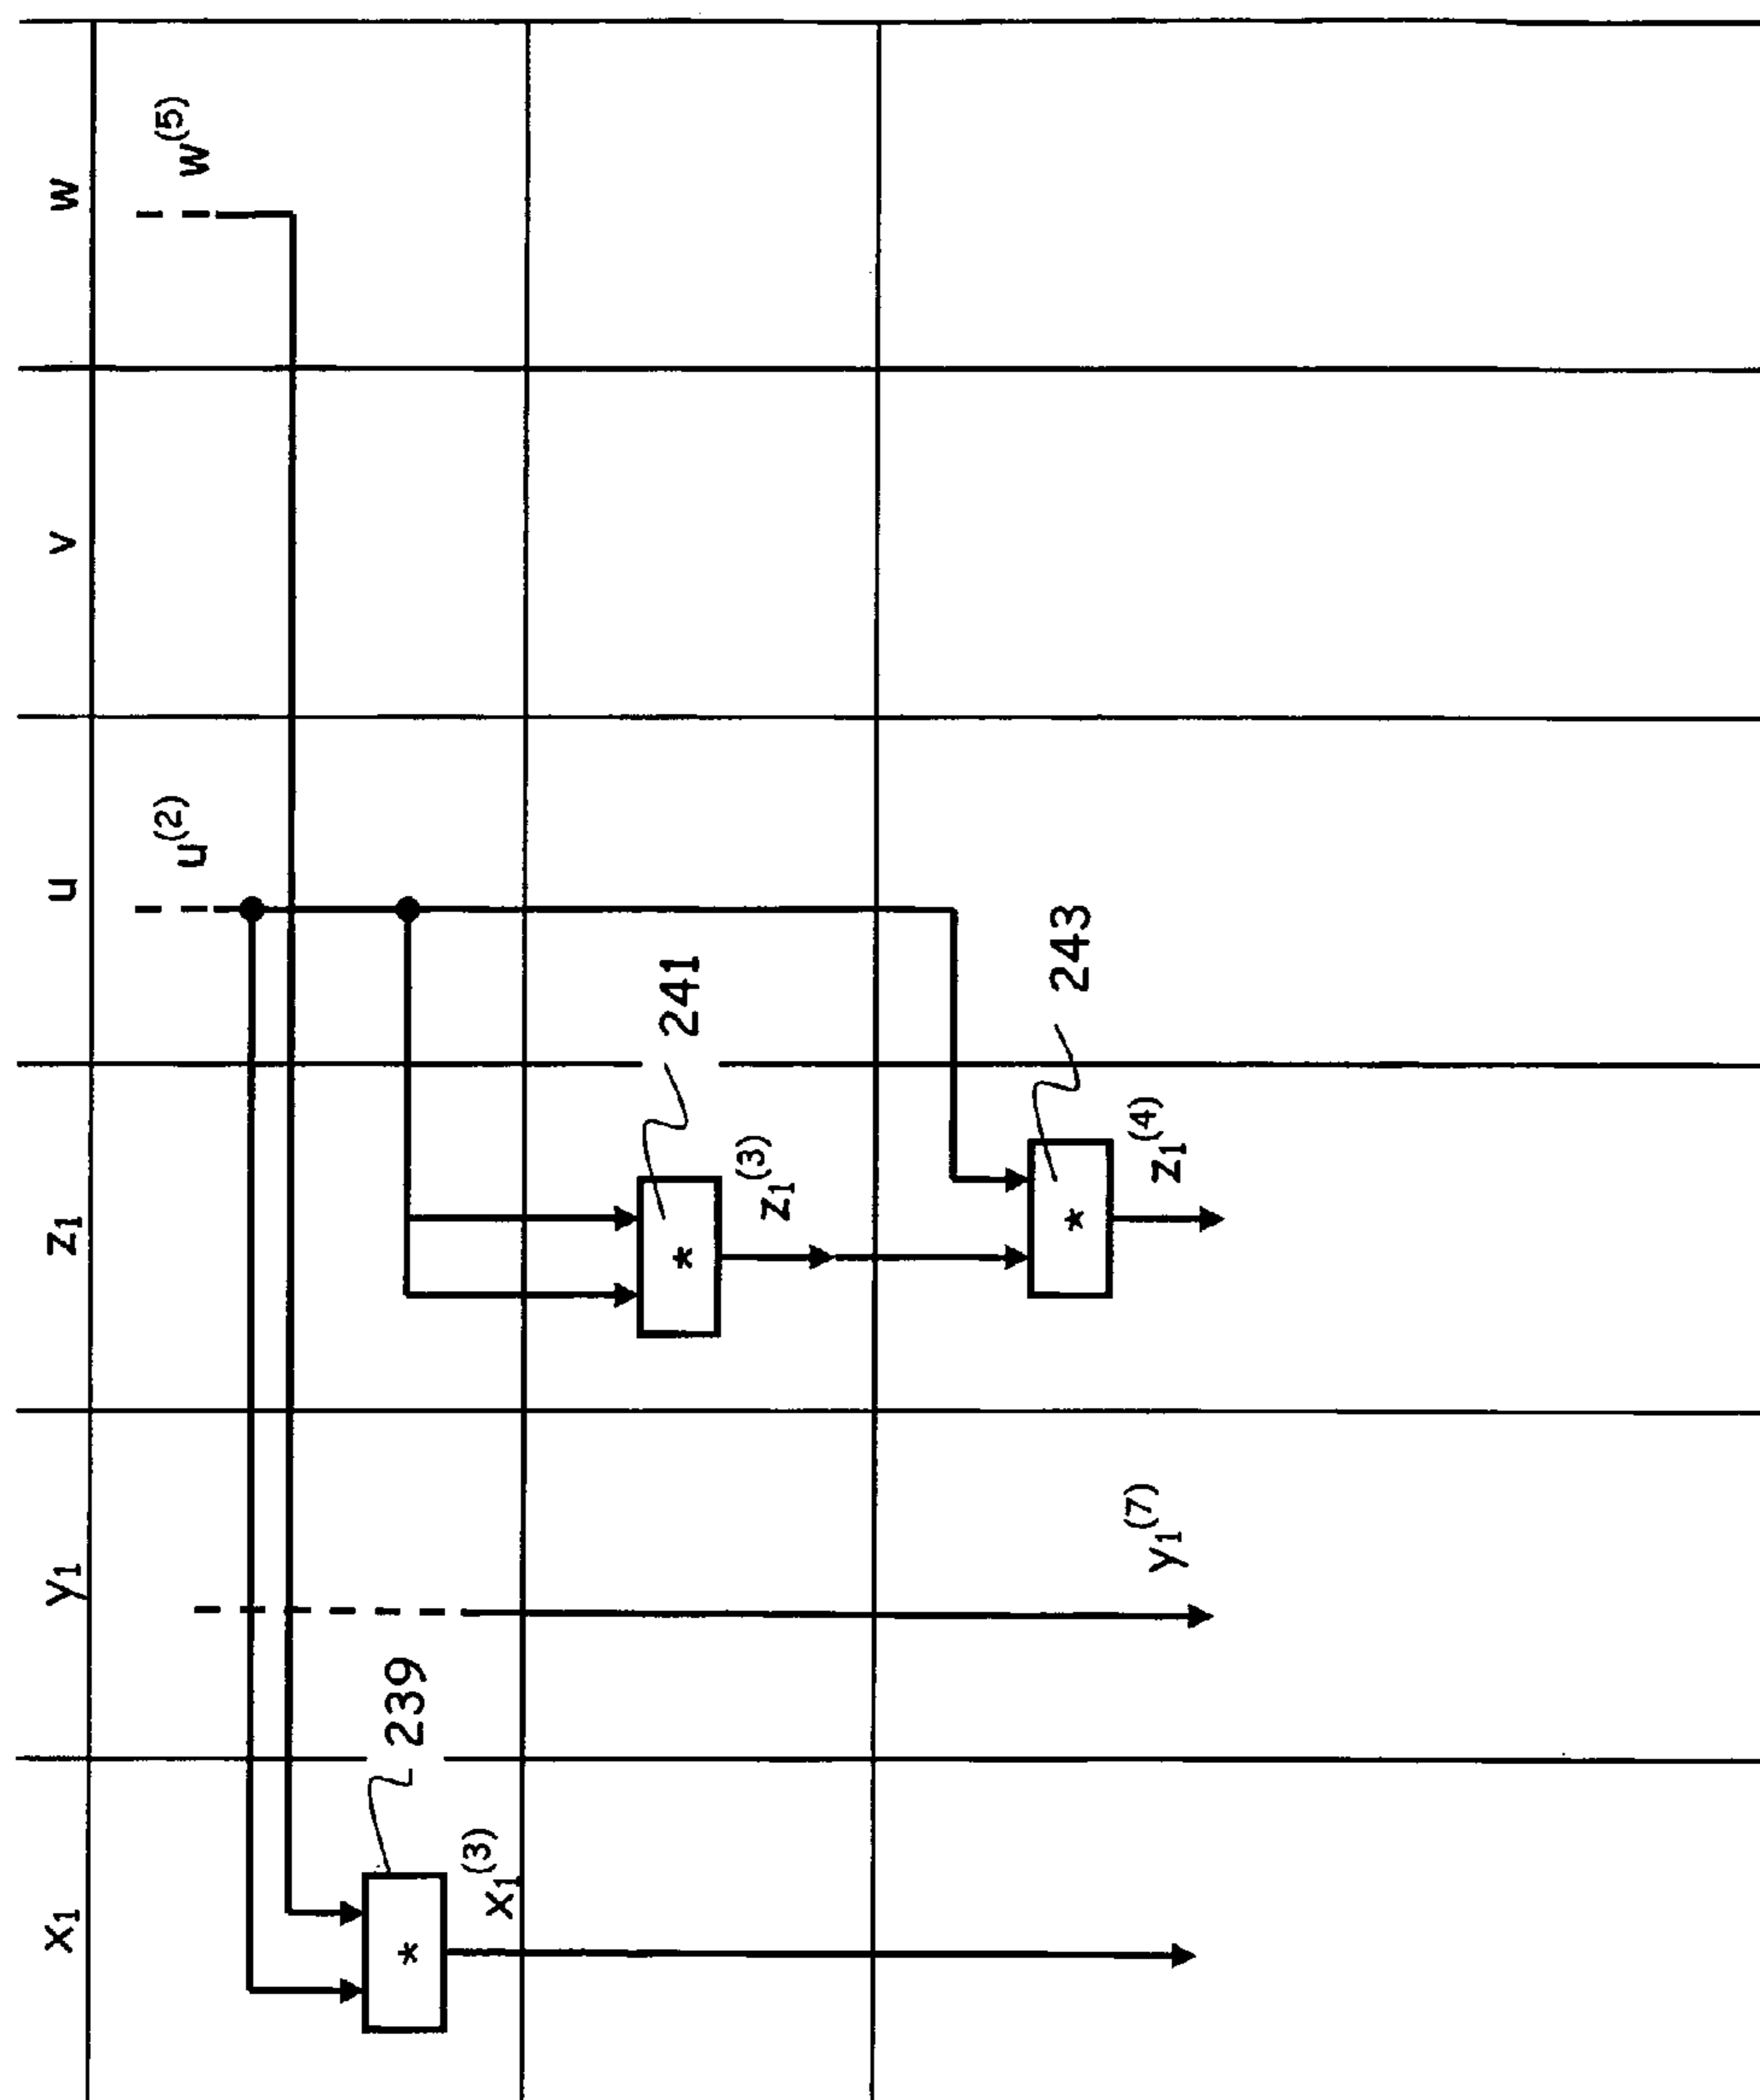 x₁ y₁ z₁ u v w
u⁽²⁾ w⁽⁵⁾
* 239
x₁⁽³⁾
* 241
z₁⁽³⁾
* 243
y₁⁽⁷⁾ z₁⁽⁴⁾